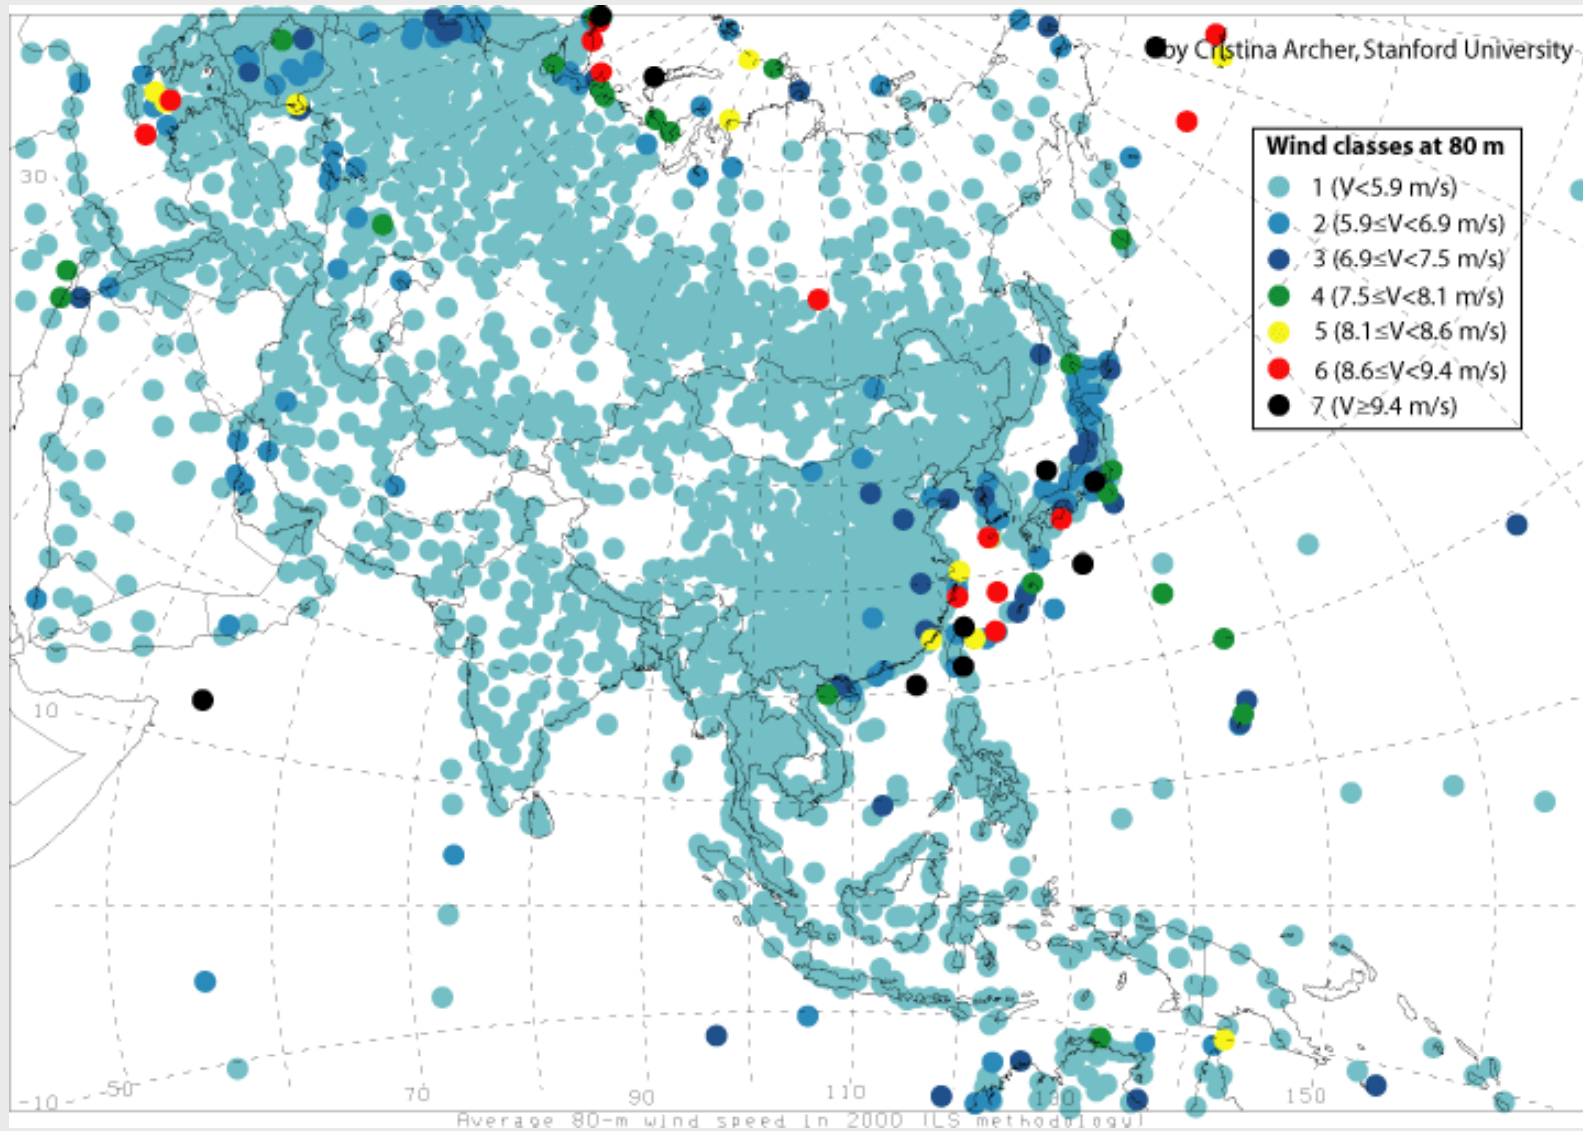 by Cristina Archer, Stanford University
Wind classes at 80 m
1 (V<5.9 m/s)
2 (5.9≤V<6.9 m/s)
3 (6.9≤V<7.5 m/s)
4 (7.5≤V<8.1 m/s)
5 (8.1≤V<8.6 m/s)
6 (8.6≤V<9.4 m/s)
7 (V≥9.4 m/s)
30
10
-10
50
70
90
110
130
150
Average 80-m wind speed in 2000 (LS methodology)